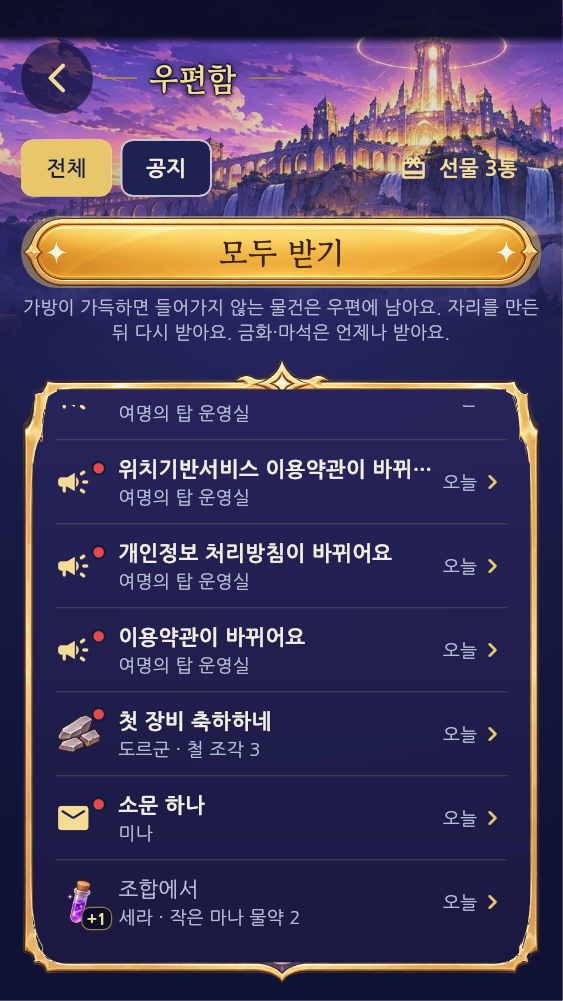 우편함
전체
공지
선물 3통
모두 받기
가방이 가득하면 들어가지 않는 물건은 우편에 남아요. 자리를 만든
뒤 다시 받아요. 금화·마석은 언제나 받아요.
여명의 탑 운영실
위치기반서비스 이용약관이 바뀌…
여명의 탑 운영실
오늘
개인정보 처리방침이 바뀌어요
여명의 탑 운영실
오늘
이용약관이 바뀌어요
여명의 탑 운영실
오늘
첫 장비 축하하네
도르군 · 철 조각 3
오늘
소문 하나
미나
오늘
조합에서
+1
세라 · 작은 마나 물약 2
오늘